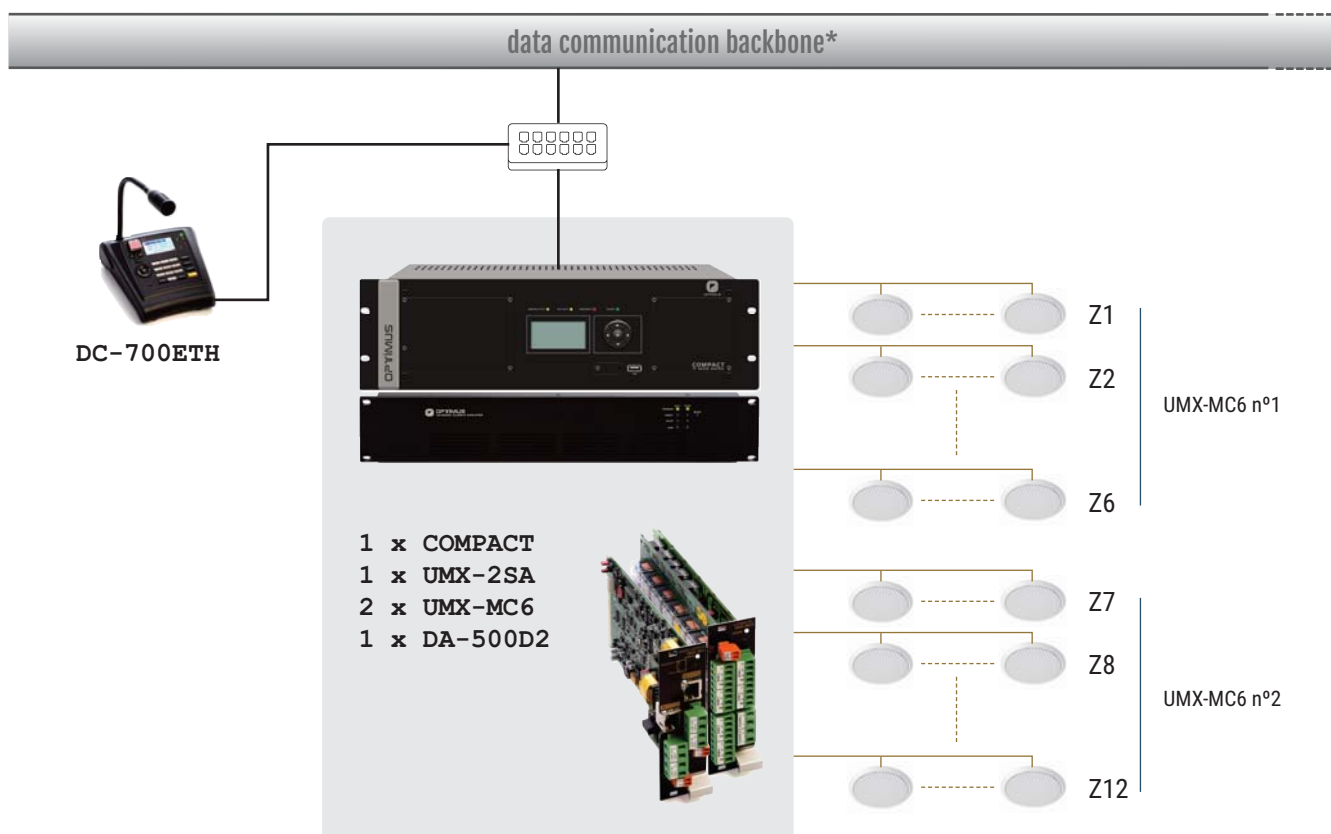 data communication backbone*
DC-700ETH
OPTIMUS
COMPACT
OPTIMUS
1 x COMPACT
1 x UMX-2SA
2 x UMX-MC6
1 x DA-500D2
Z1
Z2
UMX-MC6 nº1
Z6
Z7
Z8
UMX-MC6 nº2
Z12